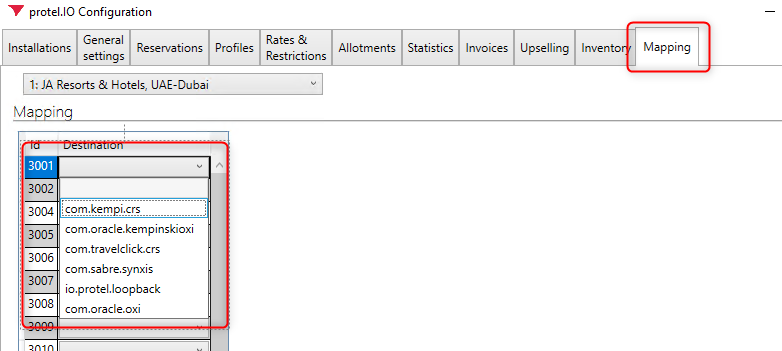 protel.IO Configuration
Installations
General
settings
Reservations
Profiles
Rates &
Restrictions
Allotments
Statistics
Invoices
Upselling
Inventory
Mapping
1: JA Resorts & Hotels, UAE-Dubai
Mapping
Id Destination
3001
3002
3004 com.kempi.crs
3005 com.oracle.kempinskioxi
3006 com.travelclick.crs
3007 com.sabre.synxis
io.protel.loopback
3008 com.oracle.oxi
3009
3010